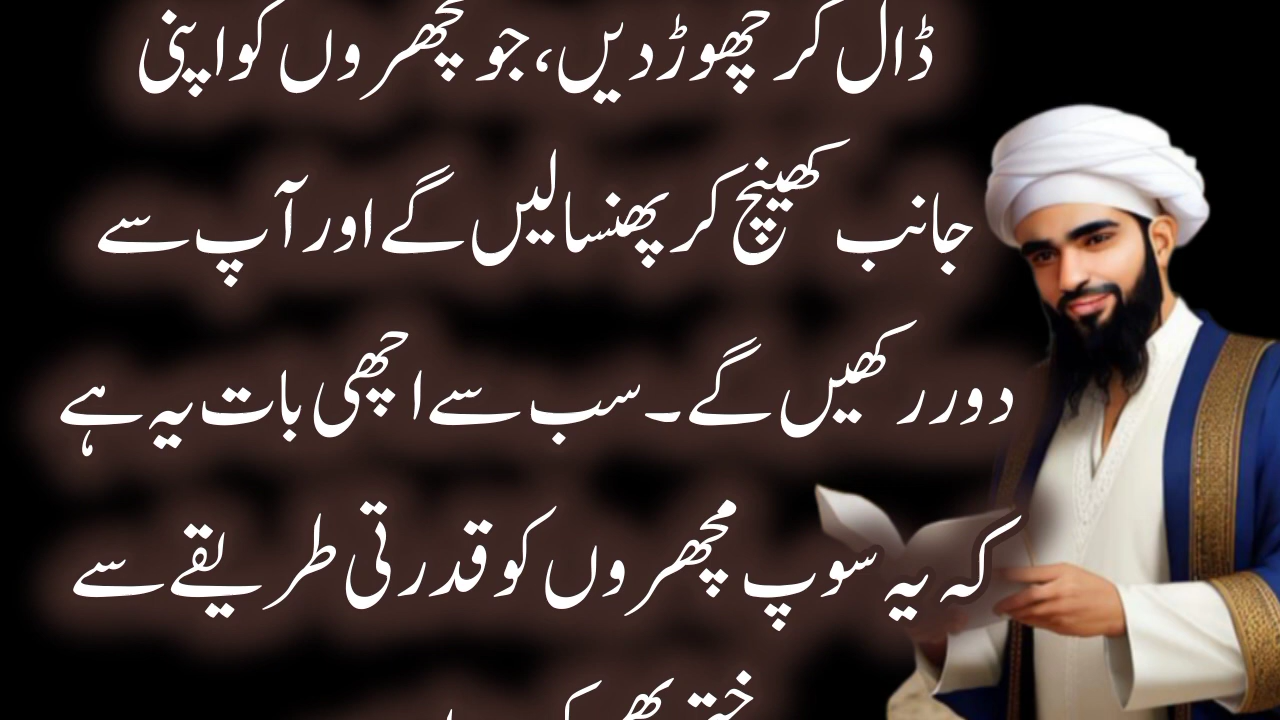 ڈال کر چھوڑ دیں، جو مچھروں کو اپنی
جانب کھینچ کر پھنسا لیں گے اور آپ سے
دور رکھیں گے۔ سب سے اچھی بات یہ ہے
کہ یہ سوپ مچھروں کو قدرتی طریقے سے